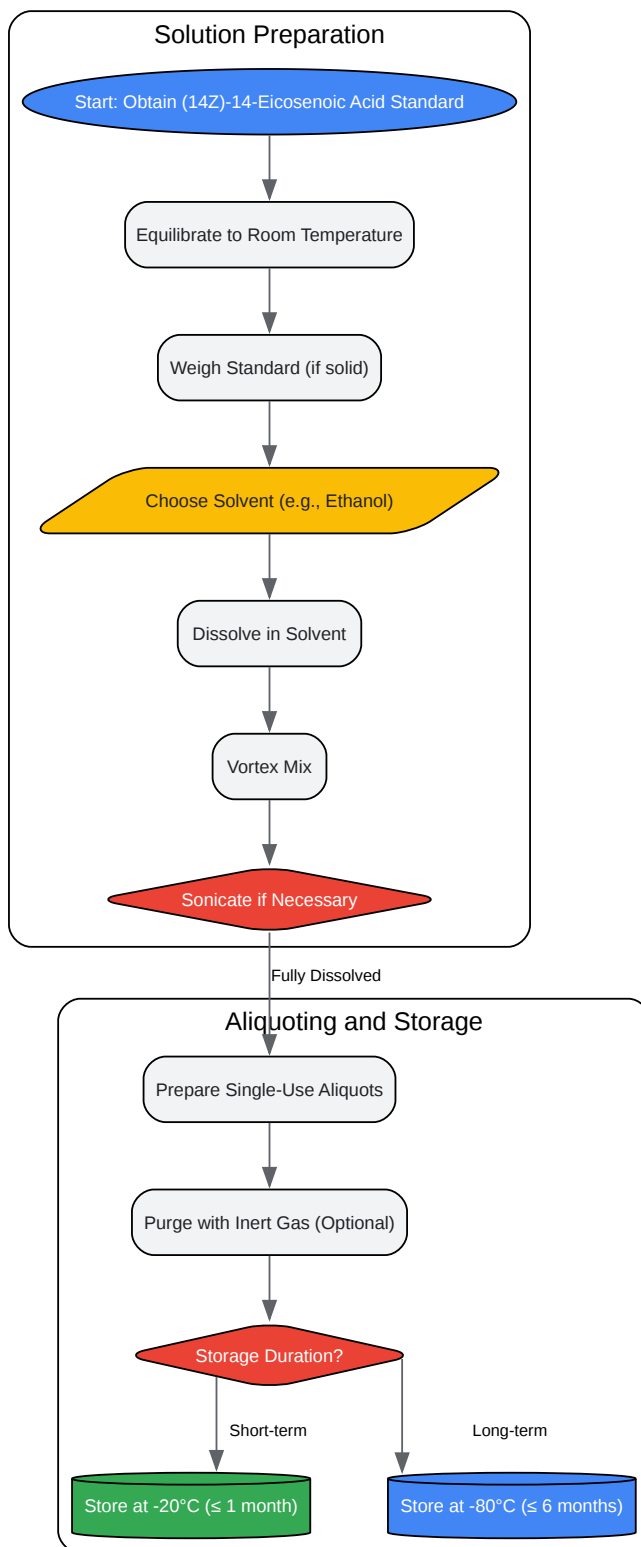 Solution Preparation
Start: Obtain (14Z)-14-Eicosenoic Acid Standard
Equilibrate to Room Temperature
Weigh Standard (if solid)
Choose Solvent (e.g., Ethanol)
Dissolve in Solvent
Vortex Mix
Sonicate if Necessary
Fully Dissolved
Aliquoting and Storage
Prepare Single-Use Aliquots
Purge with Inert Gas (Optional)
Storage Duration?
Short-term
Long-term
Store at -20°C (≤ 1 month)
Store at -80°C (≤ 6 months)